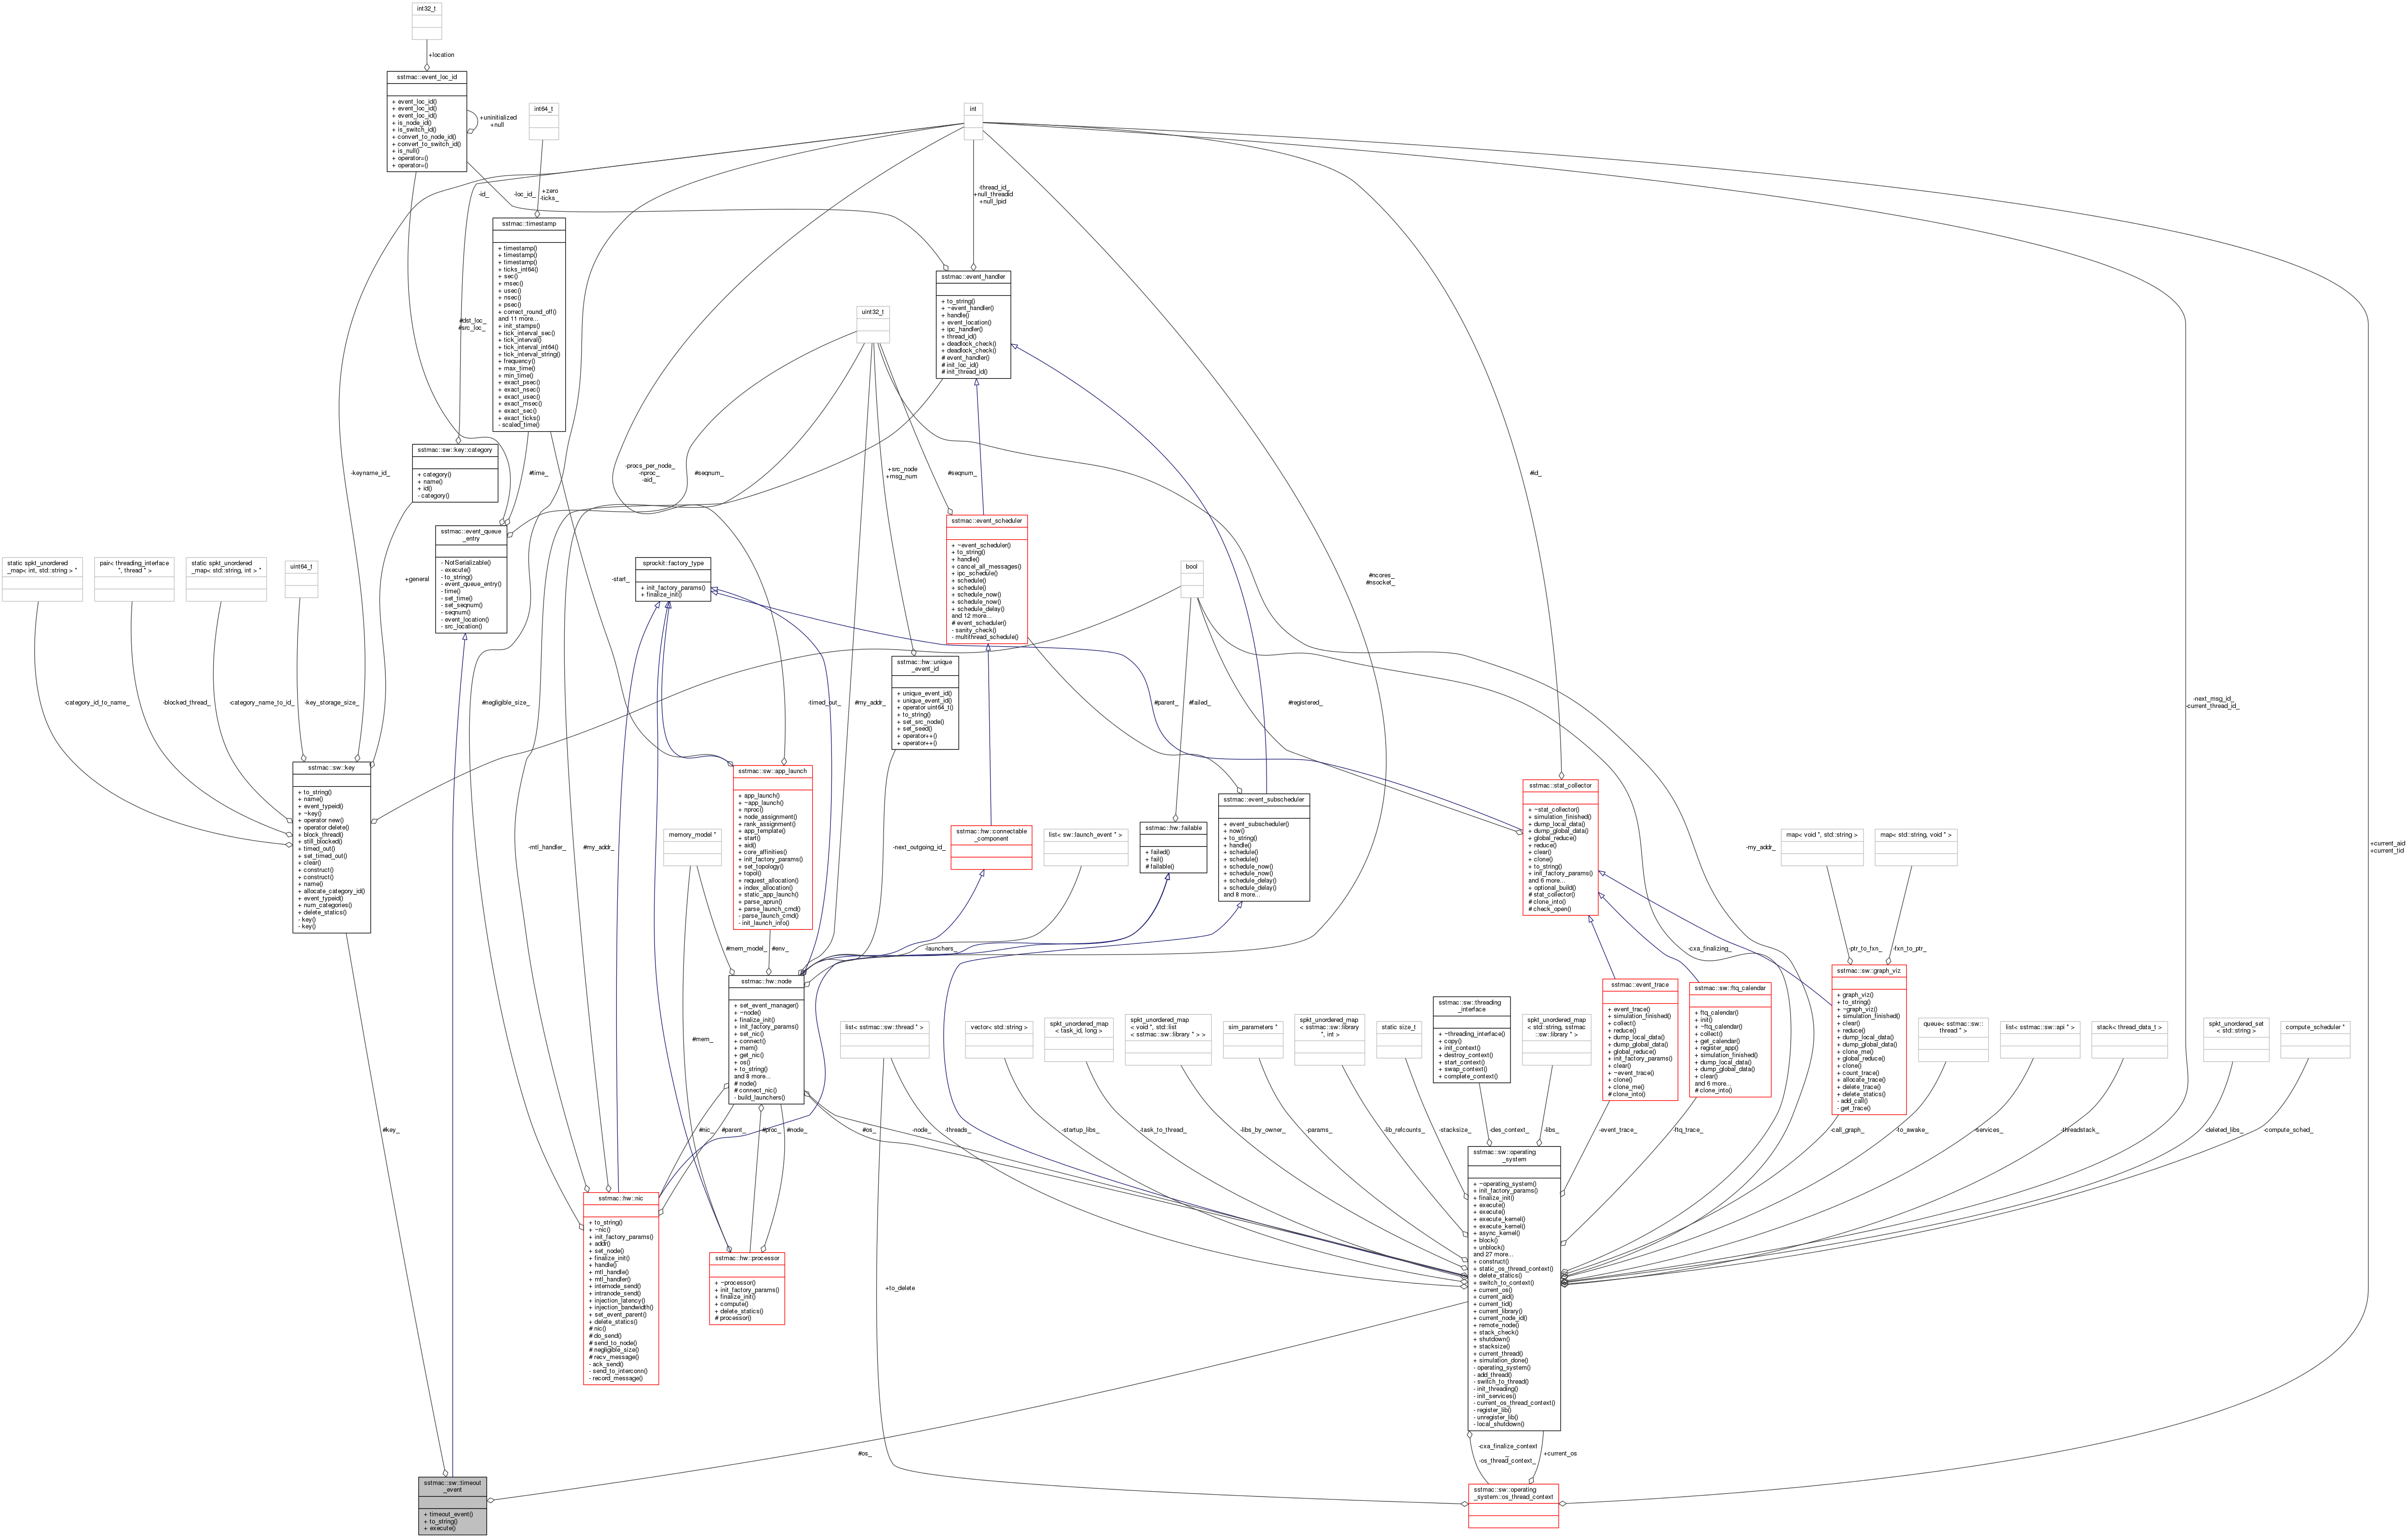 int32_t
+location
sstmac::event_loc_id
+ event_loc_id()
+ event_loc_id()
+ event_loc_id()
+ is_node_id()
+ is_switch_id()
+ convert_to_node_id()
+ convert_to_switch_id()
+ is_null()
+ operator=()
+ operator=()
+uninitialized
+null
int64_t
int
-id_
-loc_id_
+zero
-ticks_
-thread_id_
+null_threadid
+null_lpid
sstmac::timestamp
+ timestamp()
+ timestamp()
+ timestamp()
+ ticks_int64()
+ sec()
+ msec()
+ usec()
+ nsec()
+ psec()
+ correct_round_off()
and 11 more...
+ init_stamps()
+ tick_interval_sec()
+ tick_interval()
+ tick_interval_int64()
+ tick_interval_string()
+ frequency()
+ max_time()
+ min_time()
+ exact_psec()
+ exact_nsec()
+ exact_usec()
+ exact_msec()
+ exact_sec()
+ exact_ticks()
- scaled_time()
sstmac::event_handler
+ to_string()
+ ~event_handler()
+ handle()
+ event_location()
+ ipc_handler()
+ thread_id()
+ deadlock_check()
+ deadlock_check()
# event_handler()
# init_loc_id()
# init_thread_id()
uint32_t
#dst_loc_
#src_loc_
sstmac::sw::key::category
+ category()
+ name()
+ id()
- category()
-keyname_id_
#time_
-procs_per_node_
-nproc_
-aid_
#seqnum_
+src_node
+msg_num
#seqnum_
#id_
sstmac::event_queue
_entry
- NotSerializable()
- execute()
- to_string()
- event_queue_entry()
- time()
- set_time()
- set_seqnum()
- seqnum()
- event_location()
- src_location()
sstmac::event_scheduler
+ ~event_scheduler()
+ to_string()
+ handle()
+ cancel_all_messages()
+ ipc_schedule()
+ schedule()
+ schedule()
+ schedule_now()
+ schedule_now()
+ schedule_delay()
and 12 more...
# event_scheduler()
- sanity_check()
- multithread_schedule()
static spkt_unordered
_map< int, std::string > *
pair< threading_interface
*, thread * >
static spkt_unordered
_map< std::string, int > *
uint64_t
+general
-start_
sprockit::factory_type
+ init_factory_params()
+ finalize_init()
#ncores_
#nsocket_
bool
sstmac::hw::unique
_event_id
+ unique_event_id()
+ unique_event_id()
+ operator uint64_t()
+ to_string()
+ set_src_node()
+ set_seed()
+ operator++()
+ operator++()
-category_id_to_name_
-blocked_thread_
-category_name_to_id_
-key_storage_size_
#negligible_size_
-timed_out_
#my_addr_
#parent_
#failed_
#registered_
-next_msg_id_
-current_thread_id_
sstmac::sw::key
+ to_string()
+ name()
+ event_typeid()
+ ~key()
+ operator new()
+ operator delete()
+ block_thread()
+ still_blocked()
+ timed_out()
+ set_timed_out()
+ clear()
+ construct()
+ construct()
+ name()
+ allocate_category_id()
+ event_typeid()
+ num_categories()
+ delete_statics()
- key()
- key()
sstmac::sw::app_launch
+ app_launch()
+ ~app_launch()
+ nproc()
+ node_assignment()
+ rank_assignment()
+ app_template()
+ start()
+ aid()
+ core_affinities()
+ init_factory_params()
+ set_topology()
+ topol()
+ request_allocation()
+ index_allocation()
+ static_app_launch()
+ parse_aprun()
+ parse_launch_cmd()
- parse_launch_cmd()
- init_launch_info()
sstmac::stat_collector
+ ~stat_collector()
+ simulation_finished()
+ dump_local_data()
+ dump_global_data()
+ global_reduce()
+ reduce()
+ clear()
+ clone()
+ to_string()
+ init_factory_params()
and 6 more...
+ optional_build()
# stat_collector()
# clone_into()
# check_open()
sstmac::event_subscheduler
+ event_subscheduler()
+ now()
+ to_string()
+ handle()
+ schedule()
+ schedule()
+ schedule_now()
+ schedule_now()
+ schedule_delay()
+ schedule_delay()
and 8 more...
sstmac::hw::failable
+ failed()
+ fail()
# failable()
sstmac::hw::connectable
_component
list< sw::launch_event * >
memory_model *
map< void *, std::string >
map< std::string, void * >
-mtl_handler_
#my_addr_
-next_outgoing_id_
-my_addr_
+current_aid
+current_tid
#mem_model_
#env_
-launchers_
-cxa_finalizing_
-ptr_to_fxn_
-fxn_to_ptr_
sstmac::hw::node
+ set_event_manager()
+ ~node()
+ finalize_init()
+ init_factory_params()
+ set_nic()
+ connect()
+ mem()
+ get_nic()
+ os()
+ to_string()
and 8 more...
# node()
# connect_nic()
- build_launchers()
sstmac::sw::graph_viz
+ graph_viz()
+ to_string()
+ ~graph_viz()
+ simulation_finished()
+ clear()
+ reduce()
+ dump_local_data()
+ dump_global_data()
+ clone_me()
+ global_reduce()
+ clone()
+ count_trace()
+ allocate_trace()
+ delete_trace()
+ delete_statics()
- add_call()
- get_trace()
sstmac::event_trace
+ event_trace()
+ simulation_finished()
+ collect()
+ reduce()
+ dump_local_data()
+ dump_global_data()
+ global_reduce()
+ init_factory_params()
+ clear()
+ ~event_trace()
+ clone()
+ clone_me()
# clone_into()
sstmac::sw::ftq_calendar
+ ftq_calendar()
+ init()
+ ~ftq_calendar()
+ get_calendar()
+ collect()
+ register_app()
+ simulation_finished()
+ dump_local_data()
+ dump_global_data()
+ clear()
and 6 more...
# clone_into()
sstmac::sw::threading
_interface
+ ~threading_interface()
+ copy()
+ init_context()
+ destroy_context()
+ start_context()
+ swap_context()
+ complete_context()
list< sstmac::sw::thread * >
vector< std::string >
spkt_unordered_map
< task_id, long >
spkt_unordered_map
< void *, std::list
< sstmac::sw::library * > >
sim_parameters *
spkt_unordered_map
< sstmac::sw::library
*, int >
static size_t
spkt_unordered_map
< std::string, sstmac
::sw::library * >
queue< sstmac::sw::
thread * >
list< sstmac::sw::api * >
stack< thread_data_t >
spkt_unordered_set
< std::string >
compute_scheduler *
#mem_
#key_
#nic_
#parent_
#proc_
#node_
#os_
-node_
-threads_
-startup_libs_
-task_to_thread_
-libs_by_owner_
-params_
-lib_refcounts_
-stacksize_
-des_context_
-libs_
-event_trace_
-ftq_trace_
-call_graph_
-to_awake_
-services_
-threadstack_
-deleted_libs_
-compute_sched_
sstmac::hw::nic
+ to_string()
+ ~nic()
+ init_factory_params()
+ addr()
+ set_node()
+ finalize_init()
+ handle()
+ mtl_handle()
+ mtl_handler()
+ internode_send()
+ intranode_send()
+ injection_latency()
+ injection_bandwidth()
+ set_event_parent()
+ delete_statics()
# nic()
# do_send()
# send_to_node()
# negligible_size()
# recv_message()
- ack_send()
- send_to_interconn()
- record_message()
sstmac::hw::processor
+ ~processor()
+ init_factory_params()
+ finalize_init()
+ compute()
+ delete_statics()
# processor()
sstmac::sw::operating
_system
+ ~operating_system()
+ init_factory_params()
+ finalize_init()
+ execute()
+ execute()
+ execute_kernel()
+ execute_kernel()
+ async_kernel()
+ block()
+ unblock()
and 27 more...
+ construct()
+ static_os_thread_context()
+ delete_statics()
+ switch_to_context()
+ current_os()
+ current_aid()
+ current_tid()
+ current_library()
+ current_node_id()
+ remote_node()
+ stack_check()
+ shutdown()
+ stacksize()
+ current_thread()
+ simulation_done()
- operating_system()
- add_thread()
- switch_to_thread()
- init_threading()
- init_services()
- current_os_thread_context()
- register_lib()
- unregister_lib()
- local_shutdown()
+to_delete
#os_
-cxa_finalize_context
_
-os_thread_context_
+current_os
sstmac::sw::timeout
_event
+ timeout_event()
+ to_string()
+ execute()
sstmac::sw::operating
_system::os_thread_context